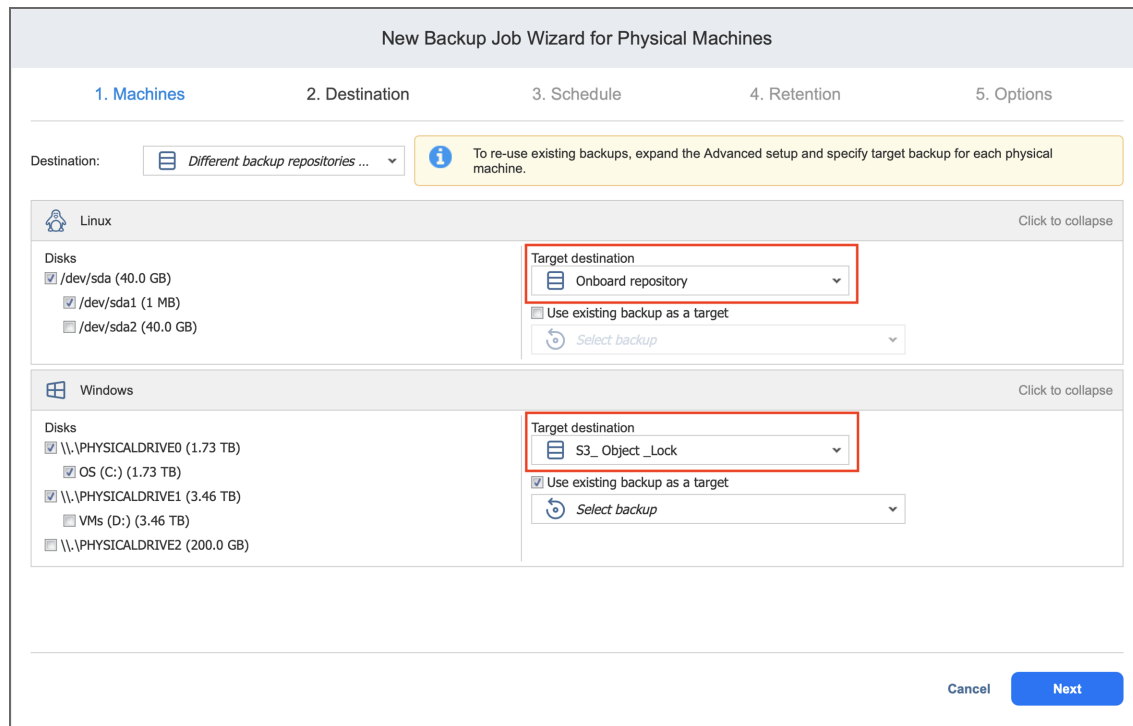 New Backup Job Wizard for Physical Machines
1. Machines
2. Destination
3. Schedule
4. Retention
5. Options
Destination:
Different backup repositories ...
To re-use existing backups, expand the Advanced setup and specify target backup for each physical
machine.
Linux
Click to collapse
Disks
/dev/sda (40.0 GB)
/dev/sda1 (1 MB)
/dev/sda2 (40.0 GB)
Target destination
Onboard repository
Use existing backup as a target
Select backup
Windows
Click to collapse
Disks
\\.\PHYSICALDRIVE0 (1.73 TB)
OS (C:) (1.73 TB)
\\.\PHYSICALDRIVE1 (3.46 TB)
VMs (D:) (3.46 TB)
\\.\PHYSICALDRIVE2 (200.0 GB)
Target destination
S3_ Object _Lock
Use existing backup as a target
Select backup
Cancel
Next